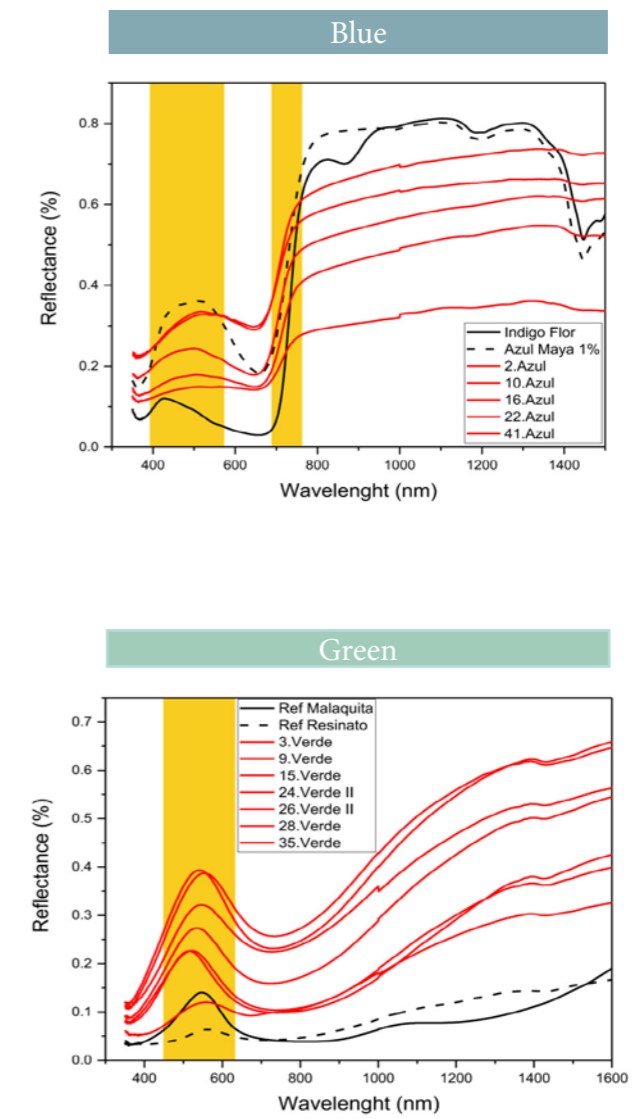 Blue
0.8
0.6
0.4
0.2
0.0
Reflectance (%)
Indigo Flor
Azul Maya 1%
2.Azul
10.Azul
16.Azul
22.Azul
41.Azul
400 600 800 1000 1200 1400
Wavelenght (nm)
Green
0.7
0.6
0.5
0.4
0.3
0.2
0.1
0.0
Reflectance (%)
Ref Malaquita
Ref Resinato
3.Verde
9.Verde
15.Verde
24.Verde II
26.Verde II
28.Verde
35.Verde
400 600 800 1000 1200 1400 1600
Wavelenght (nm)